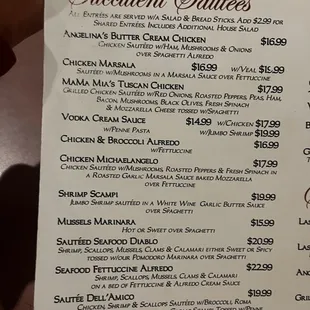 Succulent Sautées
All Entrées are served w/a Salad & Bread Sticks. Add $2.99 for
Shared Entrées. Includes Additional House Salad
Angelina's Butter Cream Chicken $16.99
Chicken Sautéed w/Ham, Mushrooms & Onions
over Spaghetti Alfredo
Chicken Marsala $16.99 w/Veal
Sautéed w/Mushrooms in a Marsala Sauce over Fettuccine
Mama Mia's Tuscan Chicken $17.99
Grilled Chicken Sautéed w/Red Onions, Roasted Peppers, Peas, Ham,
Bacon, Mushrooms, Black Olives, Fresh Spinach
& Mozzarella Cheese tossed w/Spaghetti
Vodka Cream Sauce $14.99 w/Chicken $17.99
w/Penne Pasta w/Jumbo Shrimp $19.99
Chicken & Broccoli Alfredo $16.99
w/Fettuccine
Chicken Michaelangelo $17.99
Chicken Sautéed w/Mushrooms, Roasted Peppers & Fresh Spinach in
a Roasted Garlic Marsala Sauce baked Mozzarella
over Fettuccine
Shrimp Scampi $19.99
Jumbo Shrimp sautéed in a White Wine Garlic Butter Sauce
over Spaghetti
Mussels Marinara $15.99
Hot or Sweet over Spaghetti
Sautéed Seafood Diablo $20.99
Shrimp, Scallops, Mussels, Clams & Calamari either Sweet or Spicy
tossed w/our Pomodoro Marinara over Spaghetti
Seafood Fettuccine Alfredo $22.99
Shrimp, Scallops, Mussels, Clams & Calamari
on a bed of Fettuccine & Alfredo Cream Sauce
Sautée Dell'Amico $19.99
Chicken, Shrimp & Scallops Sautéed w/Broccoli Roma